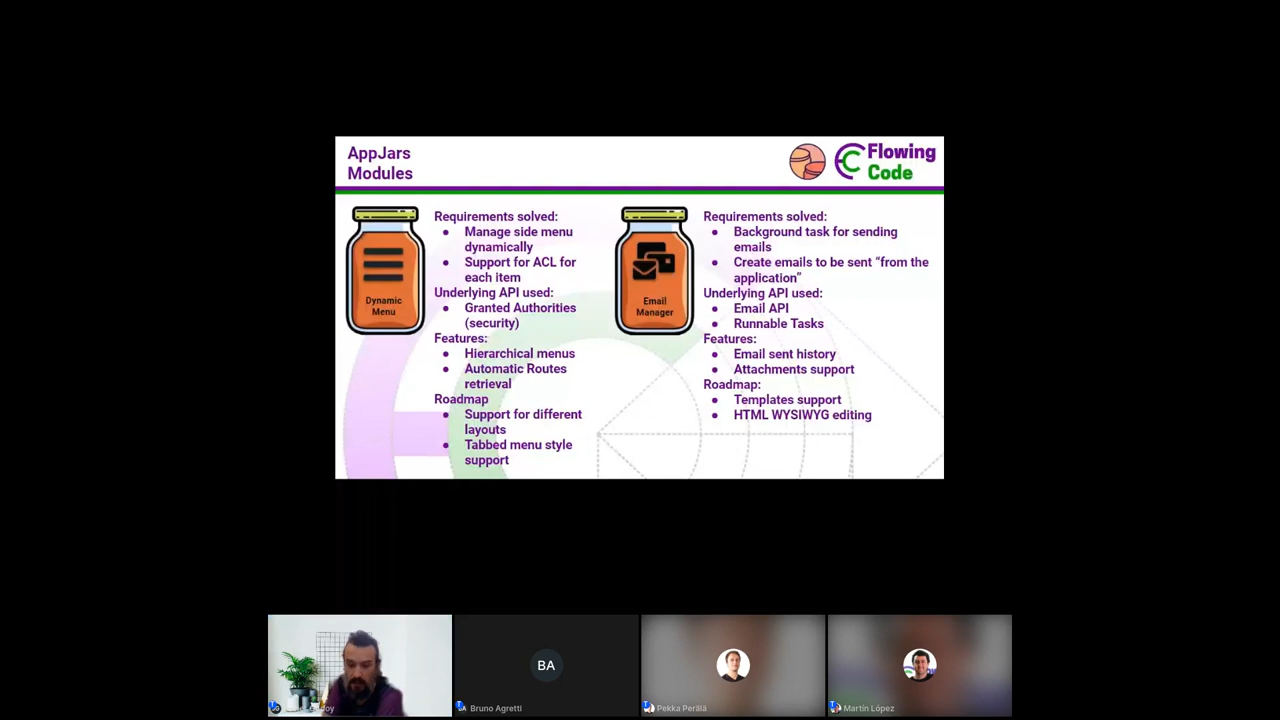 AppJars
Modules
Flowing
Code
Dynamic
Menu
Requirements solved:
● Manage side menu
dynamically
● Support for ACL for
each item
Underlying API used:
● Granted Authorities
(security)
Features:
● Hierarchical menus
● Automatic Routes
retrieval
Roadmap
● Support for different
layouts
● Tabbed menu style
support
Email
Manager
Requirements solved:
● Background task for sending
emails
● Create emails to be sent “from the
application”
Underlying API used:
● Email API
● Runnable Tasks
Features:
● Email sent history
● Attachments support
Roadmap:
● Templates support
● HTML WYSIWYG editing
BA
Bruno Agretti
Pekka Perälä
Martín López